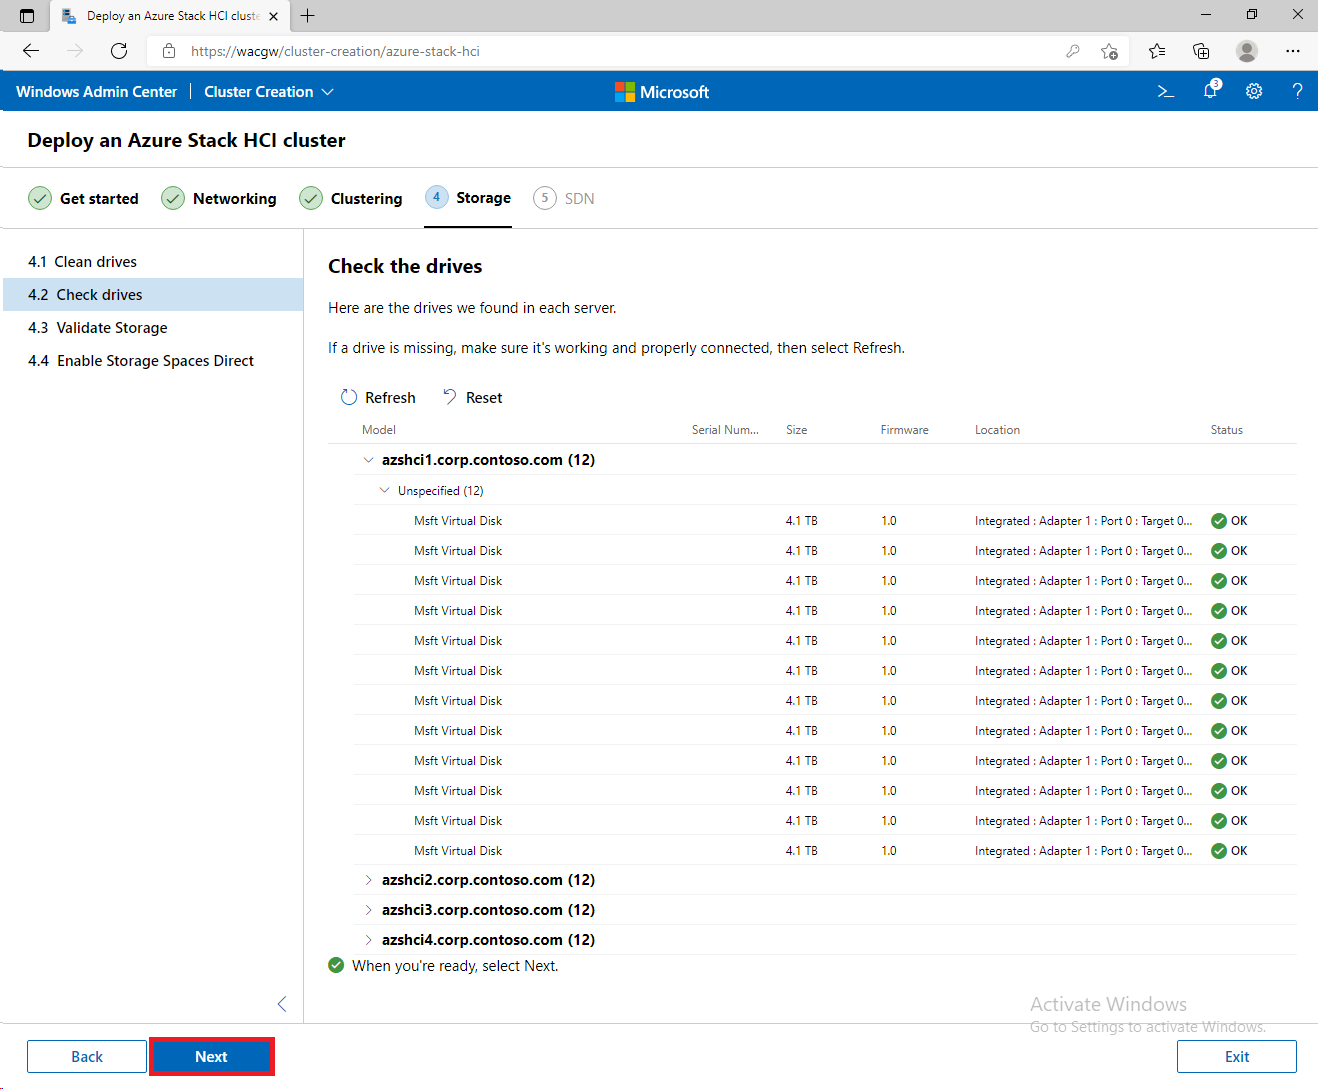 Deploy an Azure Stack HCI cluste
https://wacgw/cluster-creation/azure-stack-hci
Windows Admin Center Cluster Creation Microsoft 3 ?
Deploy an Azure Stack HCI cluster
Get started Networking Clustering 4 Storage 5 SDN
4.1 Clean drives
4.2 Check drives
4.3 Validate Storage
4.4 Enable Storage Spaces Direct
Check the drives
Here are the drives we found in each server.
If a drive is missing, make sure it's working and properly connected, then select Refresh.
Refresh Reset
Model Serial Num... Size Firmware Location Status
azshci1.corp.contoso.com (12)
Unspecified (12)
Msft Virtual Disk 4.1 TB 1.0 Integrated : Adapter 1 : Port 0 : Target 0... OK
Msft Virtual Disk 4.1 TB 1.0 Integrated : Adapter 1 : Port 0 : Target 0... OK
Msft Virtual Disk 4.1 TB 1.0 Integrated : Adapter 1 : Port 0 : Target 0... OK
Msft Virtual Disk 4.1 TB 1.0 Integrated : Adapter 1 : Port 0 : Target 0... OK
Msft Virtual Disk 4.1 TB 1.0 Integrated : Adapter 1 : Port 0 : Target 0... OK
Msft Virtual Disk 4.1 TB 1.0 Integrated : Adapter 1 : Port 0 : Target 0... OK
Msft Virtual Disk 4.1 TB 1.0 Integrated : Adapter 1 : Port 0 : Target 0... OK
Msft Virtual Disk 4.1 TB 1.0 Integrated : Adapter 1 : Port 0 : Target 0... OK
Msft Virtual Disk 4.1 TB 1.0 Integrated : Adapter 1 : Port 0 : Target 0... OK
Msft Virtual Disk 4.1 TB 1.0 Integrated : Adapter 1 : Port 0 : Target 0... OK
Msft Virtual Disk 4.1 TB 1.0 Integrated : Adapter 1 : Port 0 : Target 0... OK
Msft Virtual Disk 4.1 TB 1.0 Integrated : Adapter 1 : Port 0 : Target 0... OK
azshci2.corp.contoso.com (12)
azshci3.corp.contoso.com (12)
azshci4.corp.contoso.com (12)
When you're ready, select Next.
Activate Windows
Go to Settings to activate Windows.
Back Next Exit